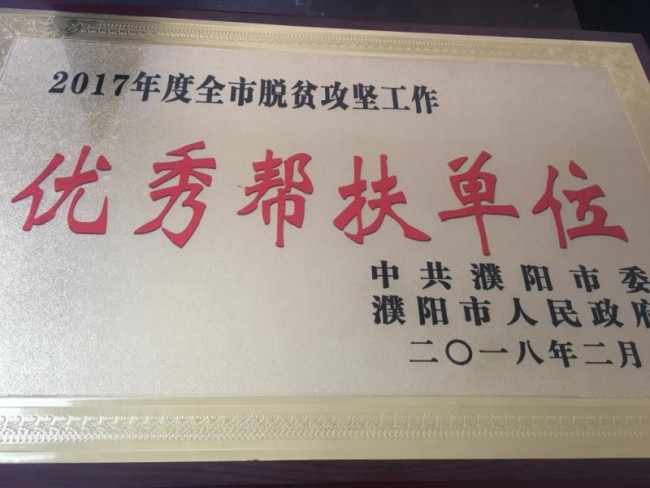 2017年度全市脱贫攻坚工作
优秀帮扶单位
中共濮阳市委
濮阳市人民政府
二〇一八年二月